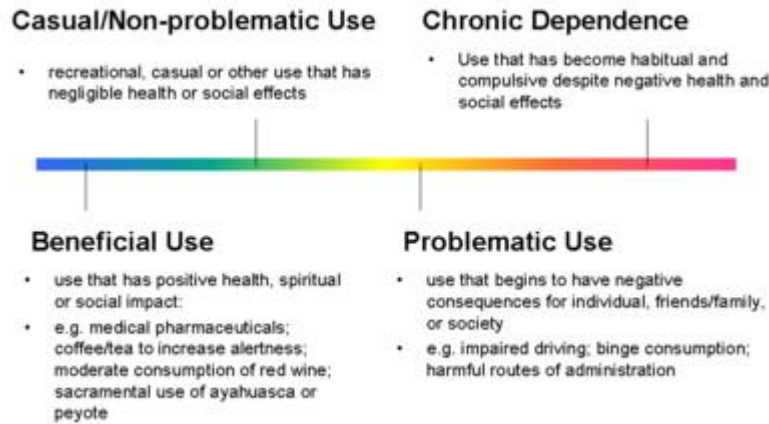 Casual/Non-problematic Use
• recreational, casual or other use that has
negligible health or social effects
Chronic Dependence
• Use that has become habitual and
compulsive despite negative health and
social effects
Beneficial Use
• use that has positive health, spiritual
or social impact:
• e.g. medical pharmaceuticals;
coffee/tea to increase alertness;
moderate consumption of red wine;
sacramental use of ayahuasca or
peyote
Problematic Use
• use that begins to have negative
consequences for individual, friends/family,
or society
• e.g. impaired driving; binge consumption;
harmful routes of administration